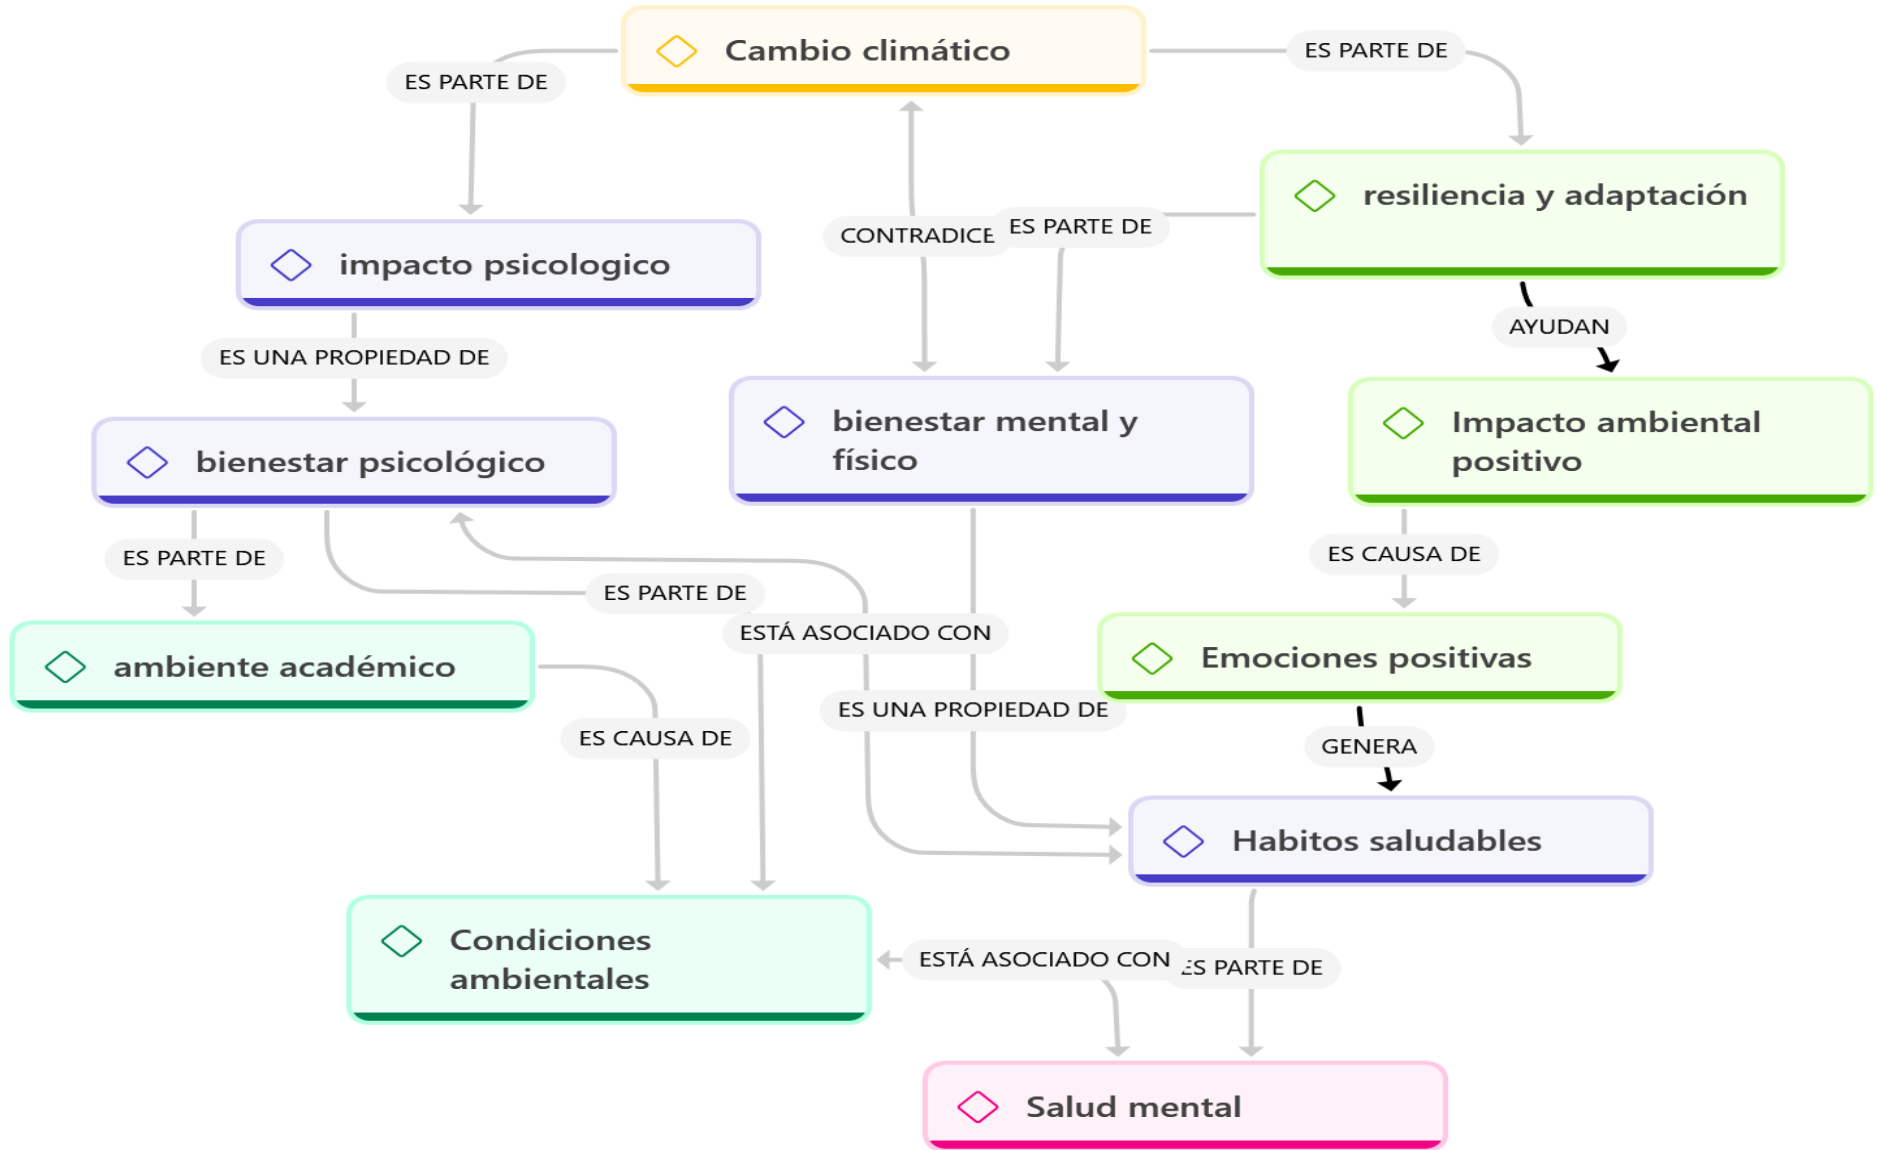 Cambio climático
ES PARTE DE
ES PARTE DE
resiliencia y adaptación
CONTRADICE
ES PARTE DE
impacto psicologico
AYUDAN
ES UNA PROPIEDAD DE
bienestar psicológico
bienestar mental y
físico
Impacto ambiental
positivo
ES PARTE DE
ES CAUSA DE
ES PARTE DE
ESTÁ ASOCIADO CON
ambiente académico
Emociones positivas
ES UNA PROPIEDAD DE
ES CAUSA DE
GENERA
Habitos saludables
Condiciones
ambientales
ESTÁ ASOCIADO CON
ES PARTE DE
Salud mental